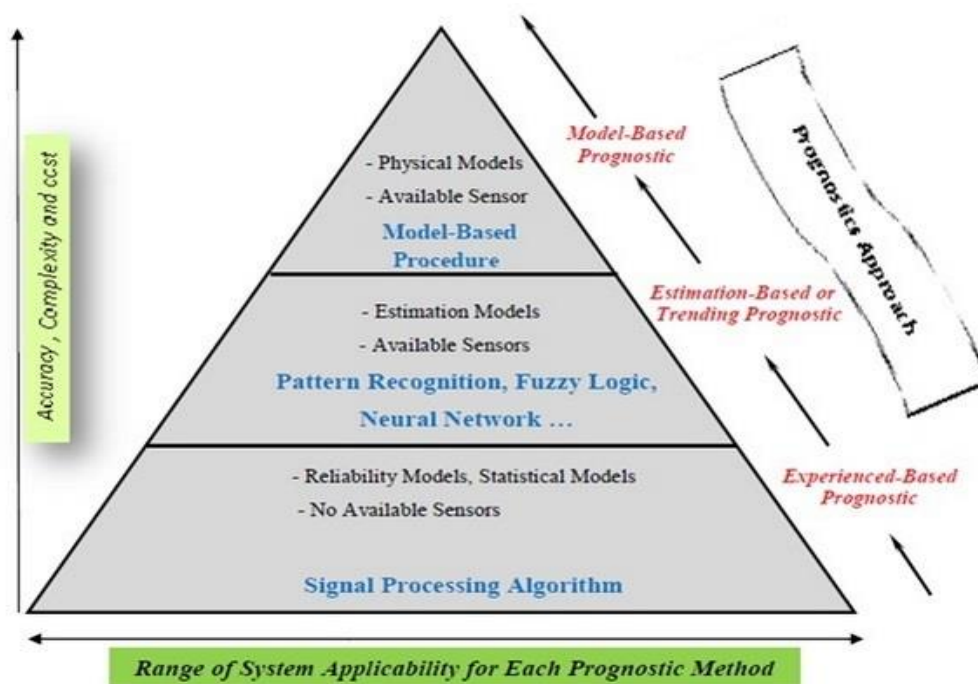 Accuracy , Complexity and cost
- Physical Models
- Available Sensor
Model-Based
Procedure
- Estimation Models
- Available Sensors
Pattern Recognition, Fuzzy Logic,
Neural Network ...
- Reliability Models, Statistical Models
- No Available Sensors
Signal Processing Algorithm
Model-Based
Prognostic
Estimation-Based or
Trending Prognostic
Experienced-Based
Prognostic
Prognostics Approach
Range of System Applicability for Each Prognostic Method